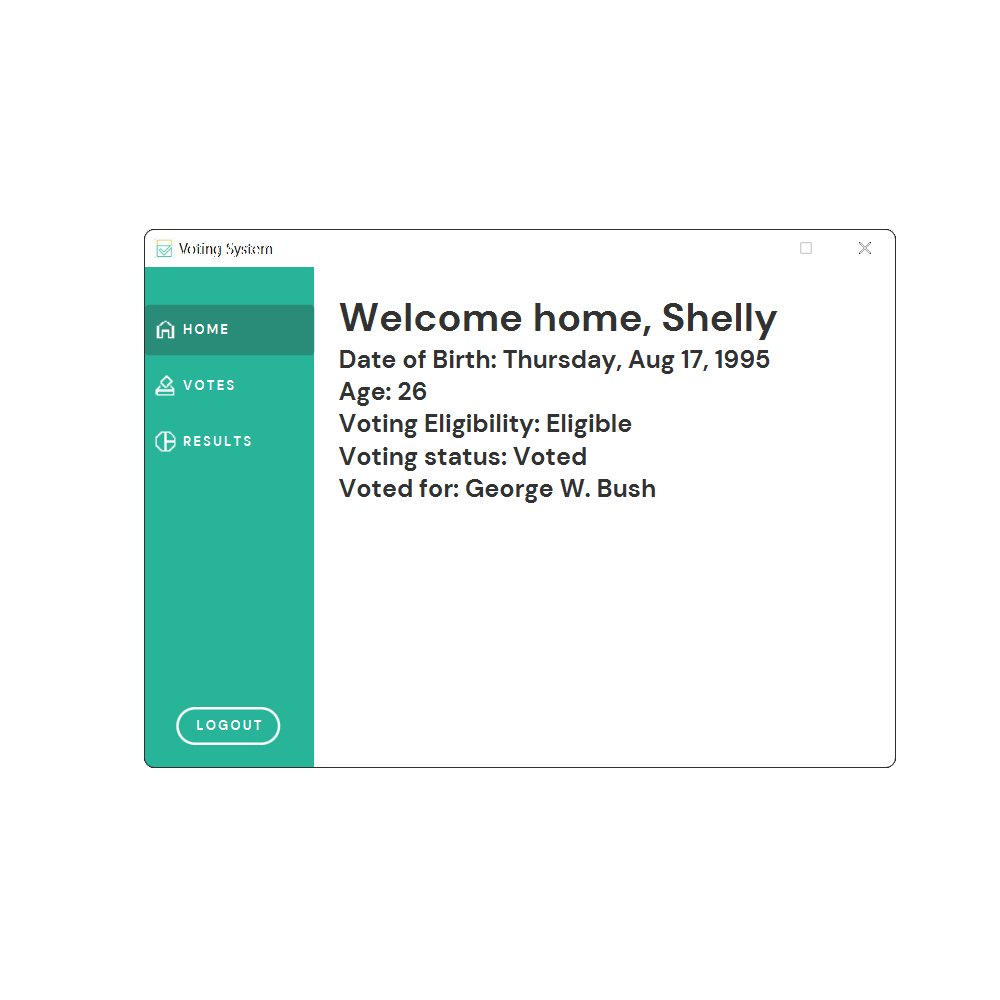 Voting System
HOME
VOTES
RESULTS
LOGOUT
Welcome home, Shelly
Date of Birth: Thursday, Aug 17, 1995
Age: 26
Voting Eligibility: Eligible
Voting status: Voted
Voted for: George W. Bush